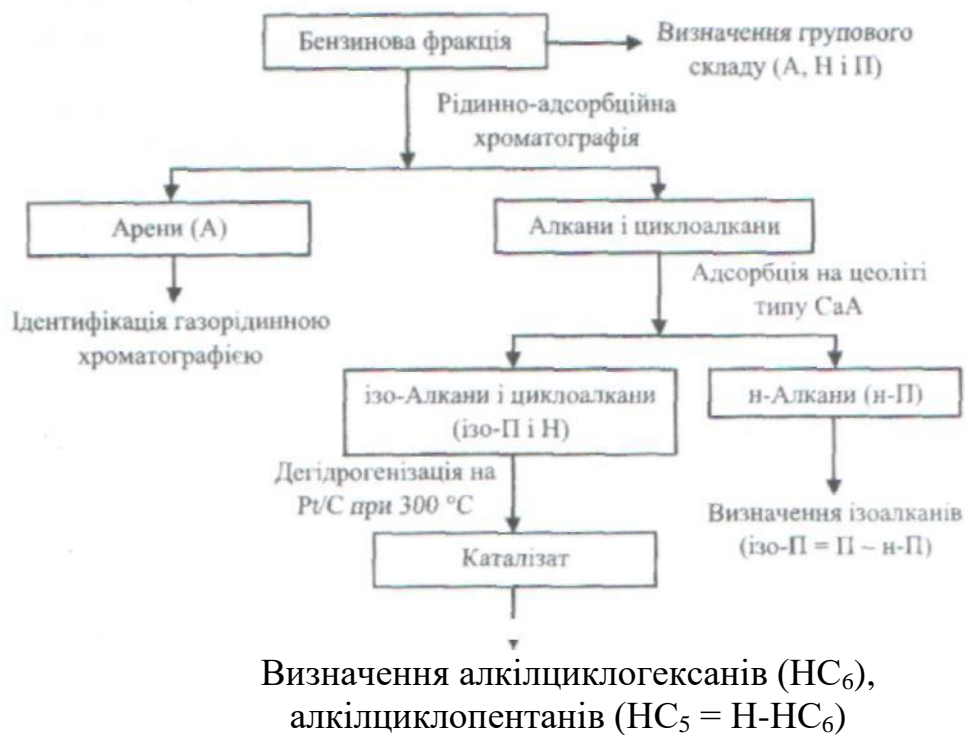 Бензинова фракція
Визначення групового
складу (А, Н і П)
Рідинно-адсорбційна
хроматографія
Арени (А)
Алкани і циклоалкани
Ідентифікація газорідинною
хроматографією
Адсорбція на цеоліті
типу СаА
ізо-Алкани і циклоалкани
(ізо-П і Н)
н-Алкани (н-П)
Дегідрогенізація на
Pt/C при 300 °C
Визначення ізоалканів
(ізо-П = П – н-П)
Каталізат
Визначення алкілциклогексанів (НС₆),
алкілциклопентанів (НС₅ = Н-НС₆)